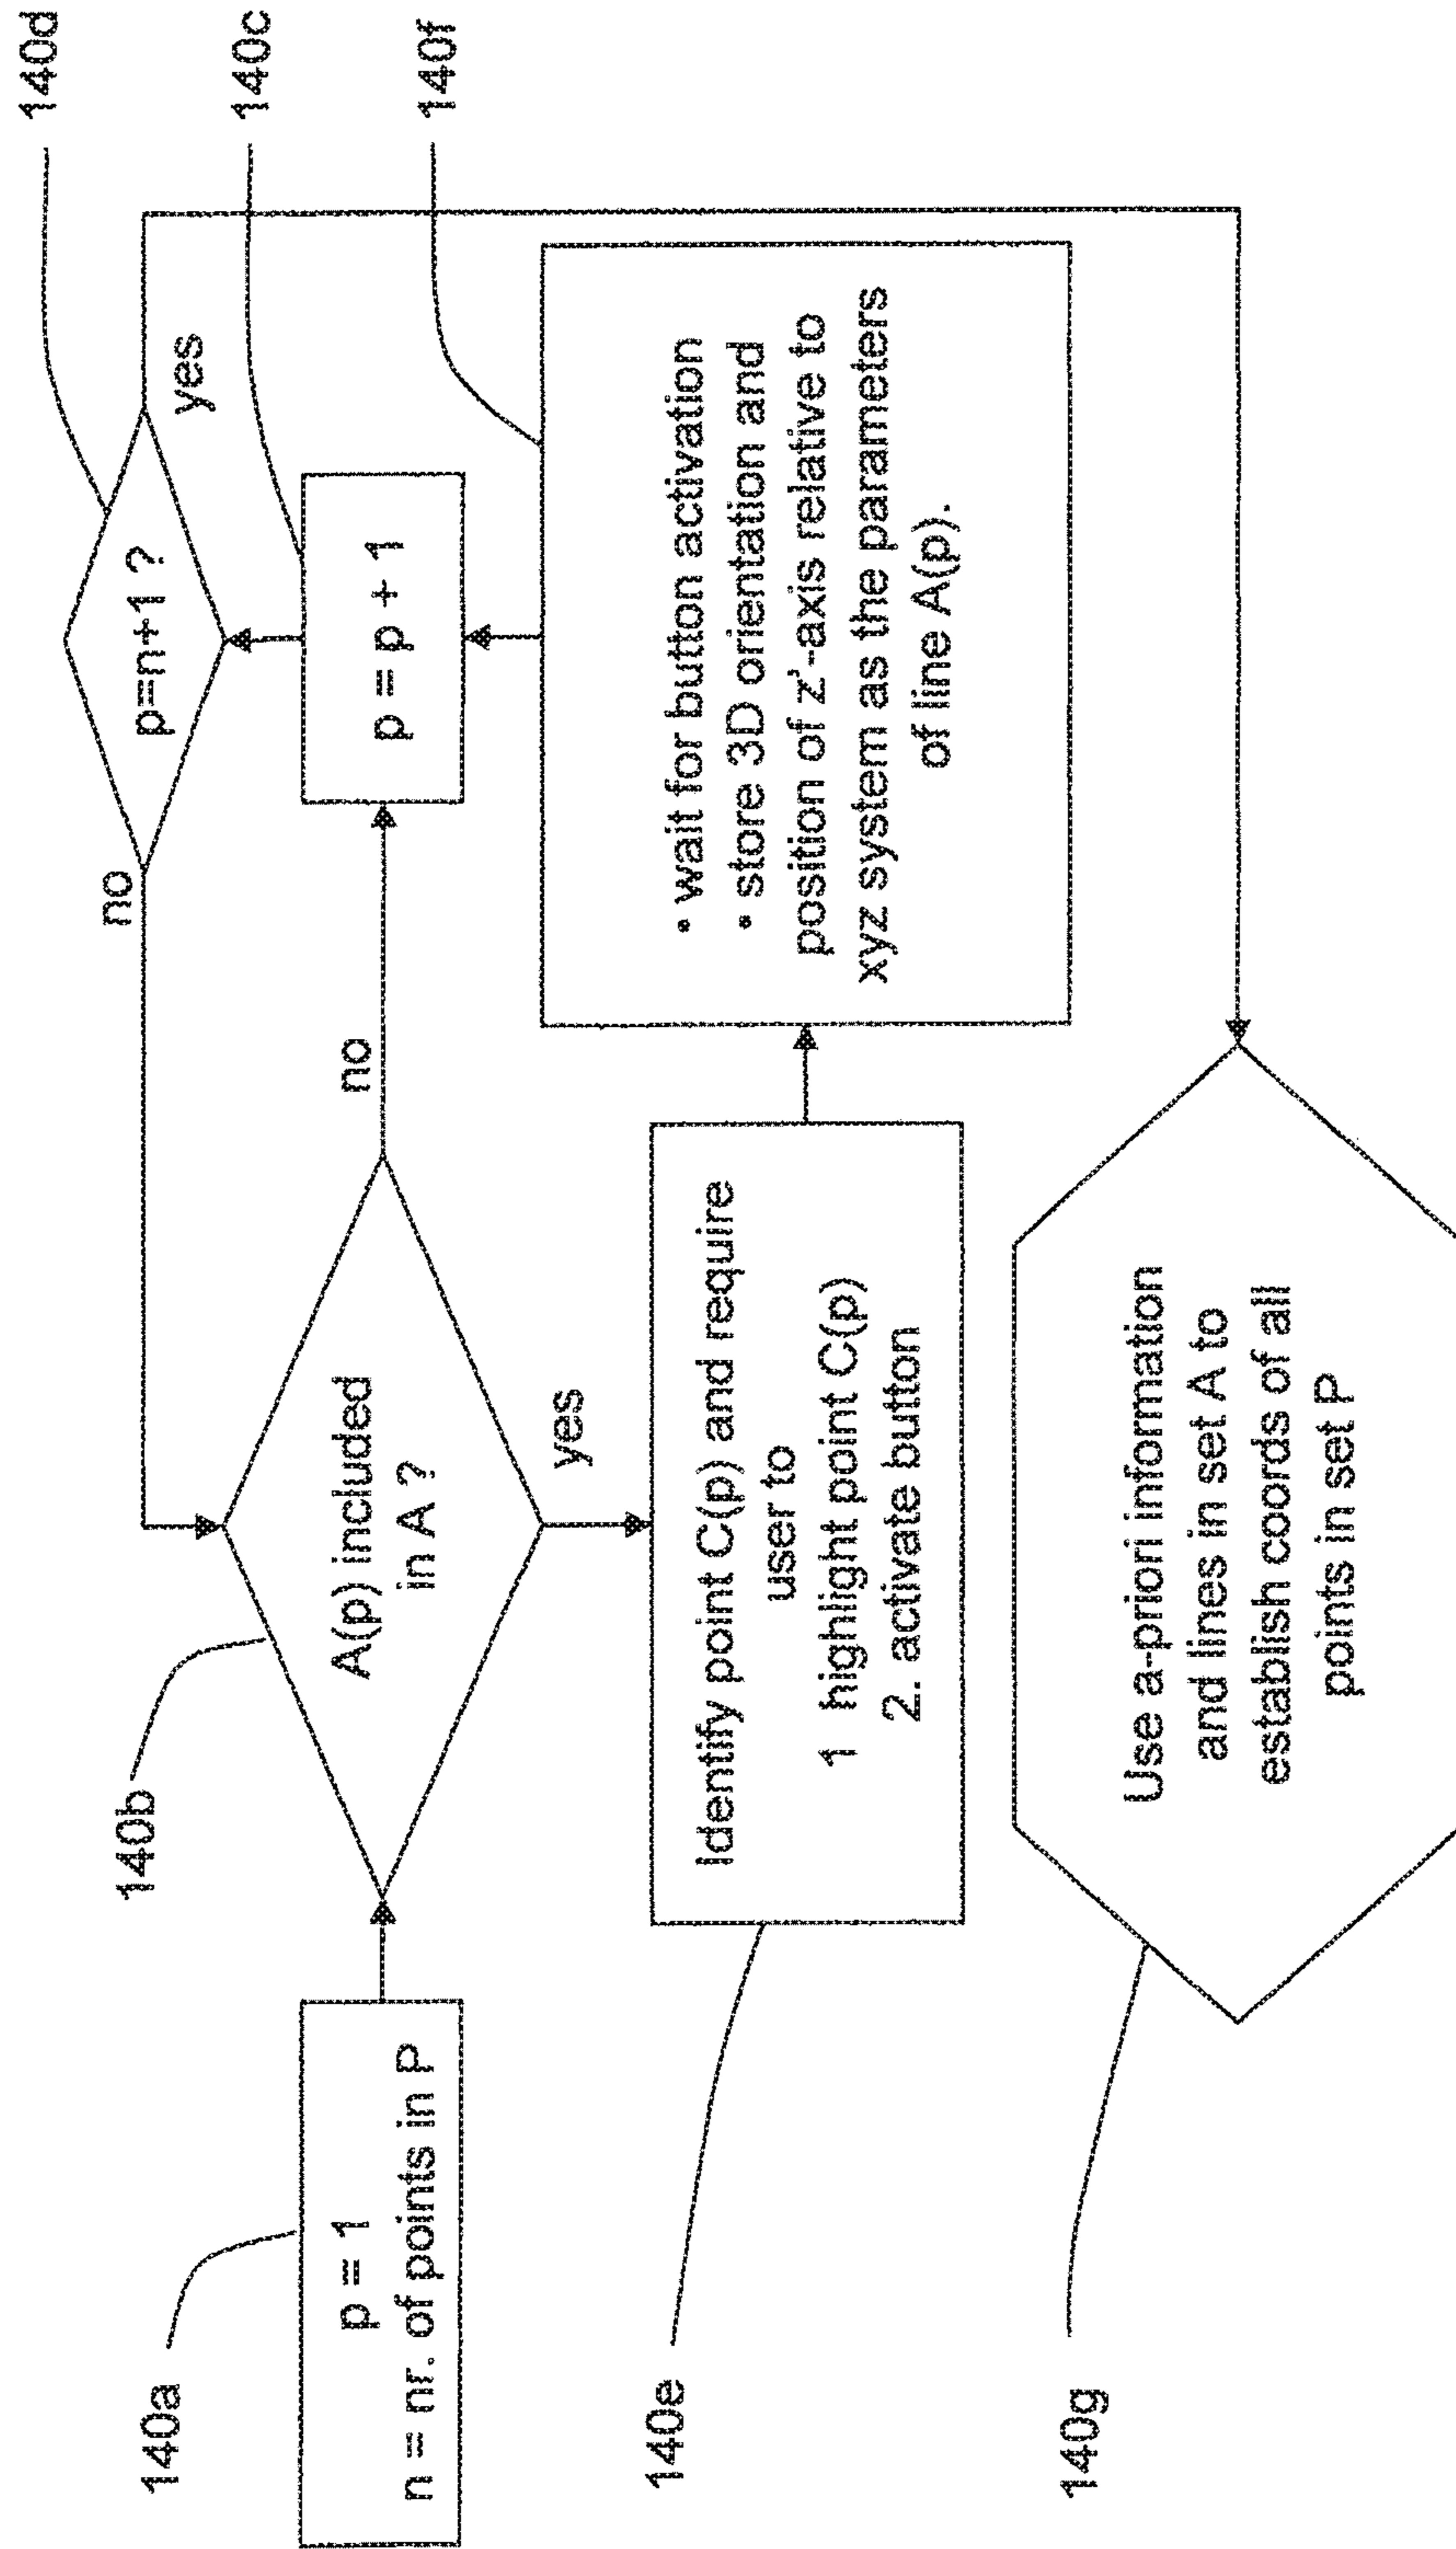 140a
p = 1
n = nr. of points in P
140b
A(p) included
in A ?
no
yes
140c
p = p + 1
140d
p=n+1 ?
no
yes
140e
Identify point C(p) and require
user to
1 highlight point C(p)
2. activate button
140f
• wait for button activation
• store 3D orientation and
position of z'-axis relative to
xyz system as the parameters
of line A(p).
140g
Use a-priori information
and lines in set A to
establish coords of all
points in set P